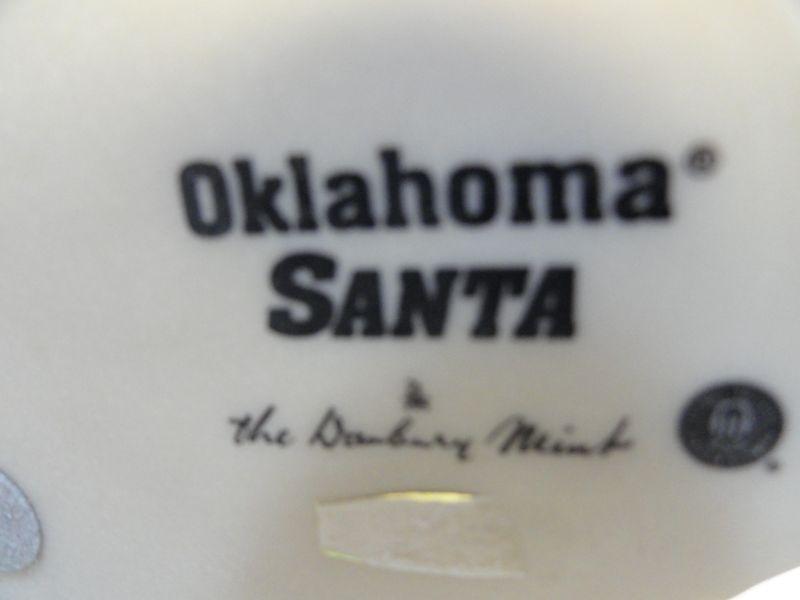 Oklahoma®
SANTA
the Danbury Mint